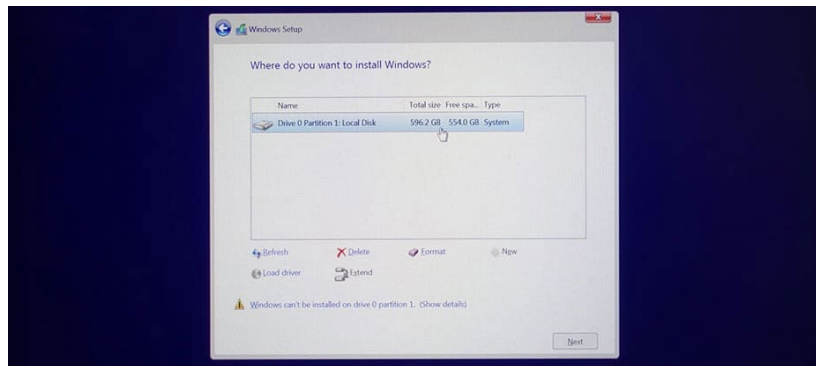 Windows Setup
Where do you want to install Windows?
Name Total size Free spa... Type
Drive 0 Partition 1: Local Disk 596.2 GB 554.0 GB System
Refresh Delete Format New
Load driver Extend
Windows can't be installed on drive 0 partition 1. (Show details)
Next